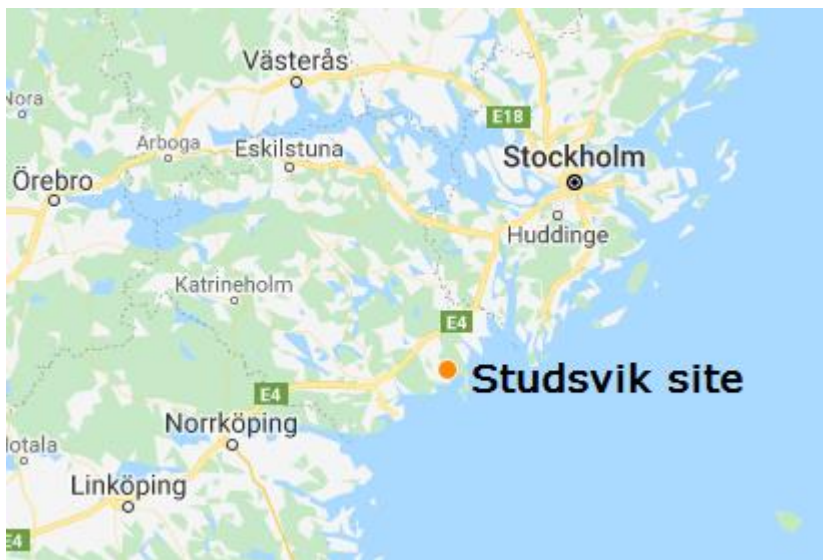 Västerås
Nora
E18
Arboga
Eskilstuna
Stockholm
Örebro
Huddinge
Katrineholm
E4
Studsvik site
E4
Norrköping
Motala
Linköping
E4